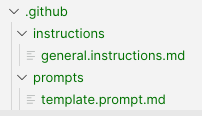 .github
instructions
general.instructions.md
prompts
template.prompt.md